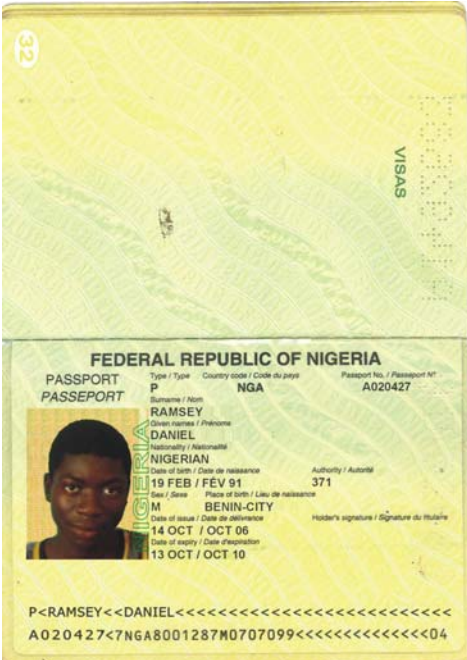 32
VISAS
FEDERAL REPUBLIC OF NIGERIA
PASSPORT
PASSEPORT
Type / Type Country code / Code du pays Passport No. / Passeport N°
P NGA A020427
Surname / Nom
RAMSEY
Given names / Prénoms
DANIEL
Nationality / Nationalité
NIGERIAN
Date of birth / Date de naissance Authority / Autorité
19 FEB / FÉV 91 371
Sex / Sexe Place of birth / Lieu de naissance
M BENIN-CITY
Date of issue / Date de délivrance Holder's signature / Signature du titulaire
14 OCT / OCT 06
Date of expiry / Date d'expiration
13 OCT / OCT 10
NIGERIA
P<RAMSEY<<DANIEL<<<<<<<<<<<<<<<<<<<<<<<<<<<
A020427<7NGA8001287M0707099<<<<<<<<<<<<<<04